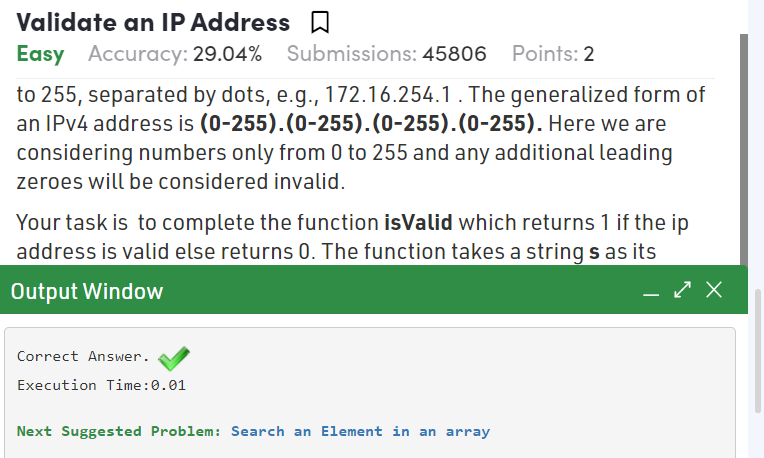 Validate an IP Address
Easy Accuracy: 29.04% Submissions: 45806 Points: 2
to 255, separated by dots, e.g., 172.16.254.1 . The generalized form of
an IPv4 address is (0-255).(0-255).(0-255).(0-255). Here we are
considering numbers only from 0 to 255 and any additional leading
zeroes will be considered invalid.
Your task is to complete the function isValid which returns 1 if the ip
address is valid else returns 0. The function takes a string s as its
Output Window
Correct Answer.
Execution Time:0.01
Next Suggested Problem: Search an Element in an array